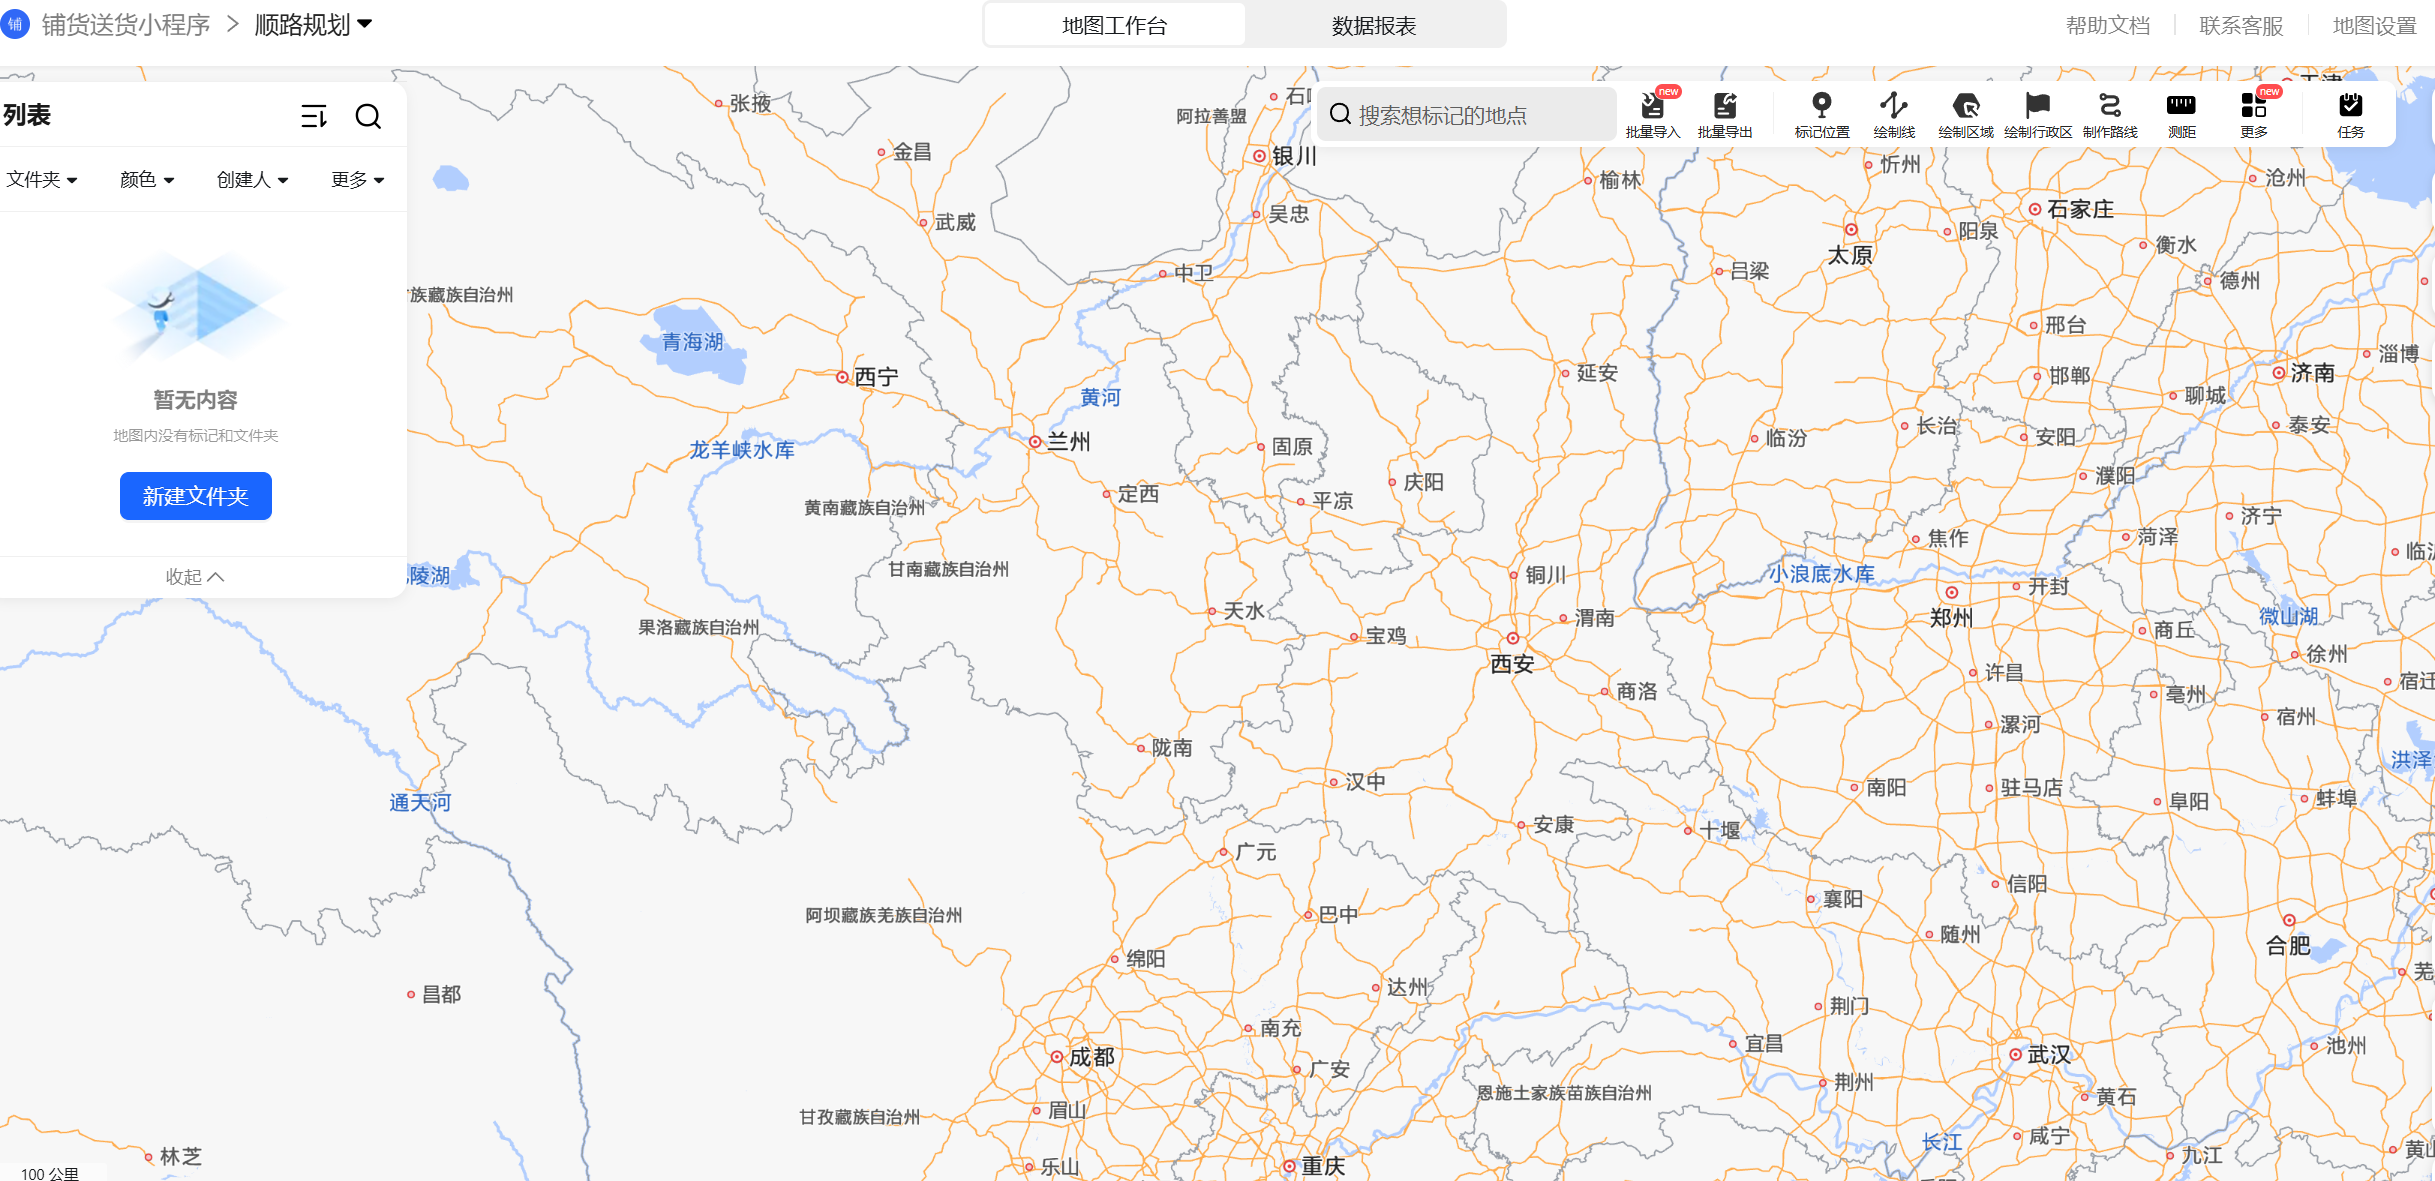 铺 铺货送货小程序 > 顺路规划
地图工作台 数据报表
帮助文档 联系客服 地图设置
列表
文件夹 颜色 创建人 更多
暂无内容
地图内没有标记和文件夹
新建文件夹
收起
搜索想标记的地点
new
批量导入 批量导出 标记位置 绘制线 绘制区域 绘制行政区 制作路线 测距
new
更多 任务
张掖
阿拉善盟
金昌
银川
榆林
忻州
沧州
武威
吴忠
石家庄
阳泉
太原
衡水
中卫
吕梁
德州
族藏族自治州
青海湖
西宁
黄河
延安
邢台
邯郸
淄博
济南
聊城
泰安
龙羊峡水库
兰州
固原
临汾
长治
安阳
濮阳
定西
平凉
庆阳
黄南藏族自治州
济宁
菏泽
焦作
陵湖
甘南藏族自治州
铜川
小浪底水库
开封
郑州
天水
宝鸡
渭南
微山湖
商丘
果洛藏族自治州
西安
徐州
许昌
商洛
亳州
宿州
漯河
陇南
汉中
南阳
驻马店
阜阳
蚌埠
洪泽
通天河
安康
十堰
广元
信阳
襄阳
阿坝藏族羌族自治州
巴中
随州
合肥
绵阳
昌都
达州
荆门
南充
宜昌
池州
成都
广安
武汉
荆州
恩施土家族苗族自治州
黄石
眉山
甘孜藏族自治州
长江
咸宁
林芝
乐山
重庆
九江
黄山
100 公里